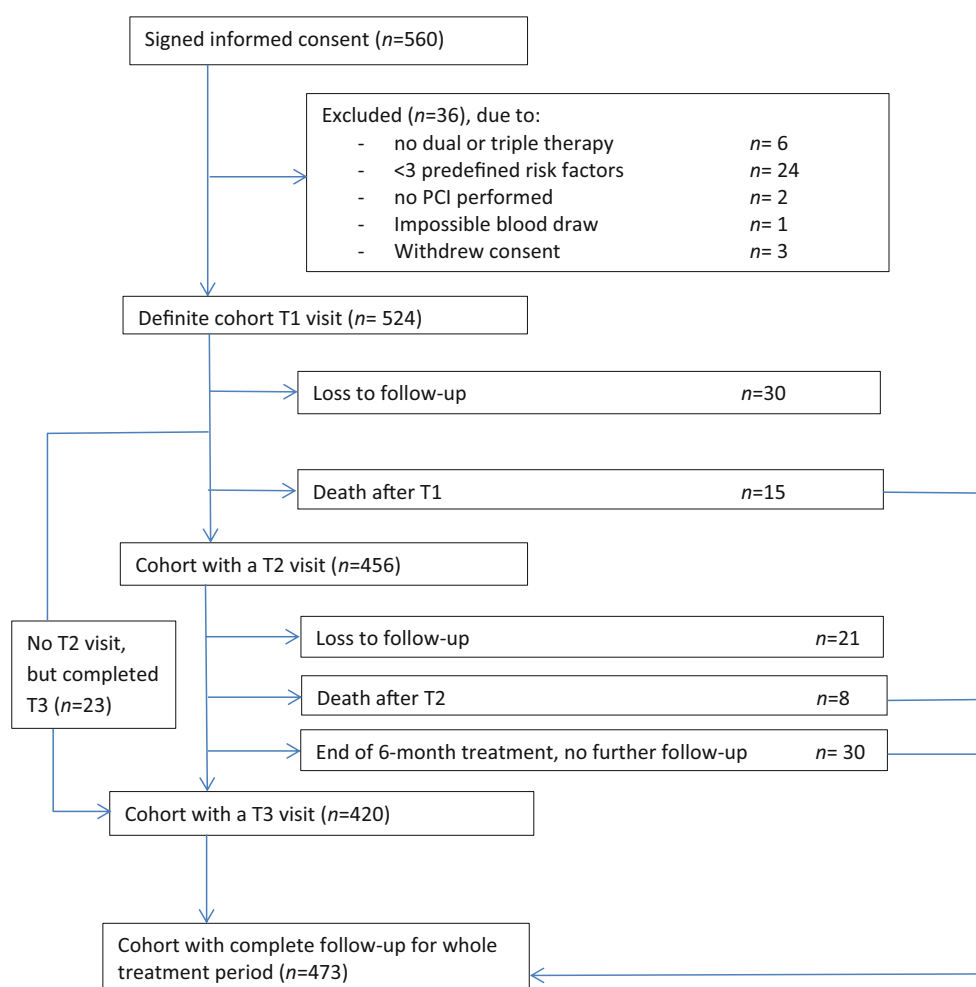 Signed informed consent (n=560)
Excluded (n=36), due to:
- no dual or triple therapy n= 6
- <3 predefined risk factors n= 24
- no PCI performed n= 2
- Impossible blood draw n= 1
- Withdrew consent n= 3
Definite cohort T1 visit (n= 524)
Loss to follow-up n=30
Death after T1 n=15
Cohort with a T2 visit (n=456)
No T2 visit,
but completed
T3 (n=23)
Loss to follow-up n=21
Death after T2 n=8
End of 6-month treatment, no further follow-up n= 30
Cohort with a T3 visit (n=420)
Cohort with complete follow-up for whole
treatment period (n=473)